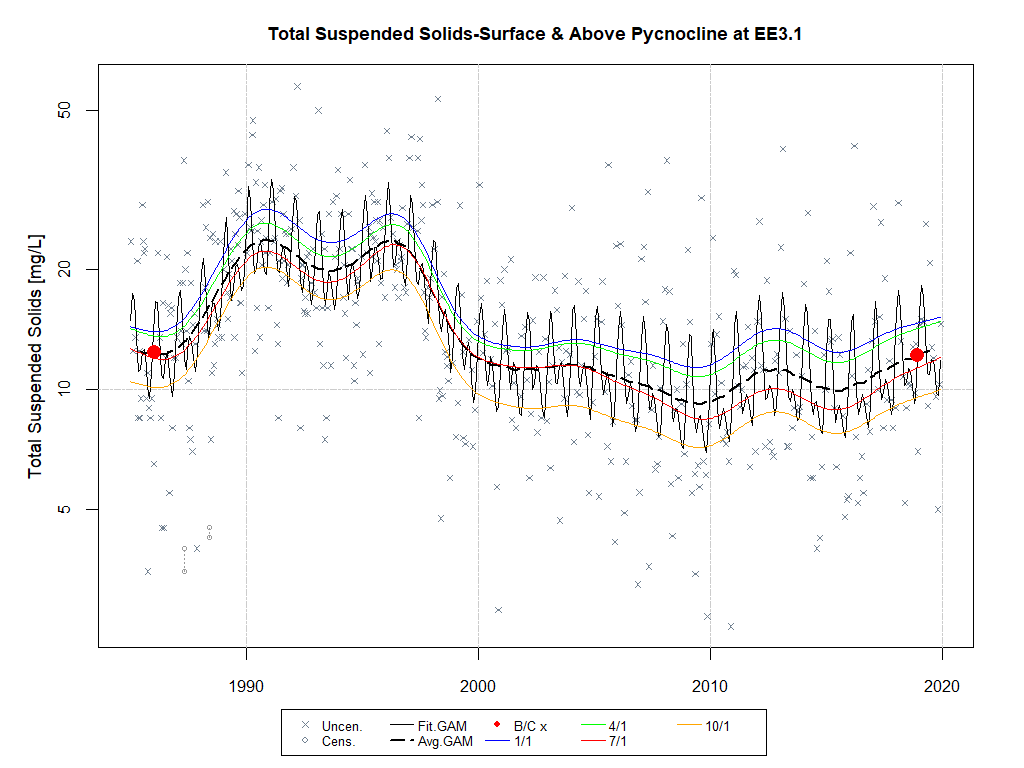 Total Suspended Solids-Surface & Above Pycnocline at EE3.1
Total Suspended Solids [mg/L]
50
20
10
5
1990 2000 2010 2020
Uncen. Fit.GAM B/C x 4/1 10/1
Cens. Avg.GAM 1/1 7/1